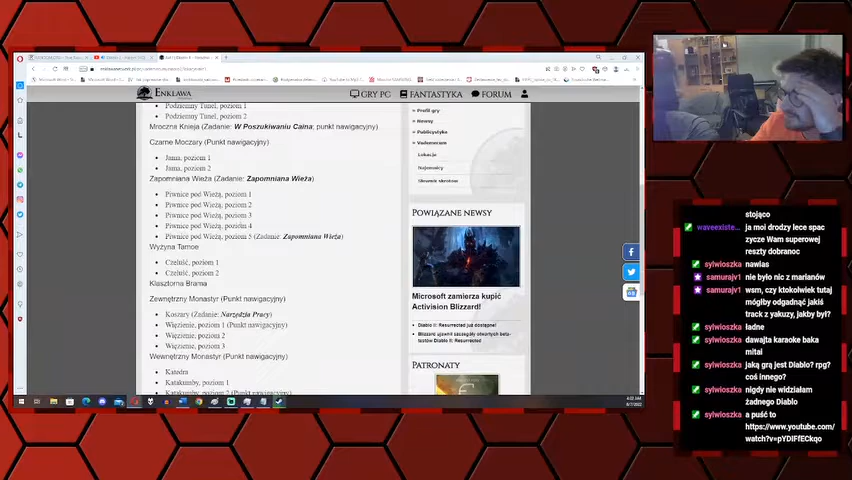 ENKLAWA
GRY PC
FANTASTYKA
FORUM
Podziemny Tunel, poziom 1
Podziemny Tunel, poziom 2
Mroczna Knieja (Zadanie: W Poszukiwaniu Caina; punkt nawigacyjny)
Czarne Moczary (Punkt nawigacyjny)
Jama, poziom 1
Jama, poziom 2
Zapomniana Wieża (Zadanie: Zapomniana Wieża)
Piwnice pod Wieżą, poziom 1
Piwnice pod Wieżą, poziom 2
Piwnice pod Wieżą, poziom 3
Piwnice pod Wieżą, poziom 4
Piwnice pod Wieżą, poziom 5 (Zadanie: Zapomniana Wieża)
Wyżyna Tamoe
Czeluść, poziom 1
Czeluść, poziom 2
Klasztorna Brama
Zewnętrzny Monastyr (Punkt nawigacyjny)
Koszary (Zadanie: Narzędzia Pracy)
Więzienie, poziom 1 (Punkt nawigacyjny)
Więzienie, poziom 2
Więzienie, poziom 3
Wewnętrzny Monastyr (Punkt nawigacyjny)
Katedra
Katakumby, poziom 1
Katakumby, poziom 2 (Punkt nawigacyjny)
Profil gry
Newsy
Publicystyka
Vademecum
Lokacje
Najemnicy
Słownik skrótów
POWIĄZANE NEWSY
Microsoft zamierza kupić
Activision Blizzard!
Diablo II: Resurrected już dostępne!
Blizzard ujawnił szczegóły otwartych beta-
testów Diablo II: Resurrected
PATRONATY
stojąco
waveexiste... ja moi drodzy lece spac
zycze Wam superowej
reszty dobranoc
sylwioszka nawias
samurajv1 nie było nic z marianów
samurajv1 wsm, czy ktokolwiek tutaj
mógłby odgadnąć jakiś
track z yakuzy, jakby był?
sylwioszka ładne
sylwioszka dawajta karaoke baka
mitai
sylwioszka jaką grą jest Diablo? rpg?
coś innego?
sylwioszka nigdy nie widziałam
żadnego Diablo
sylwioszka a puść to
https://www.youtube.com/
watch?v=pYDIFfECkqo